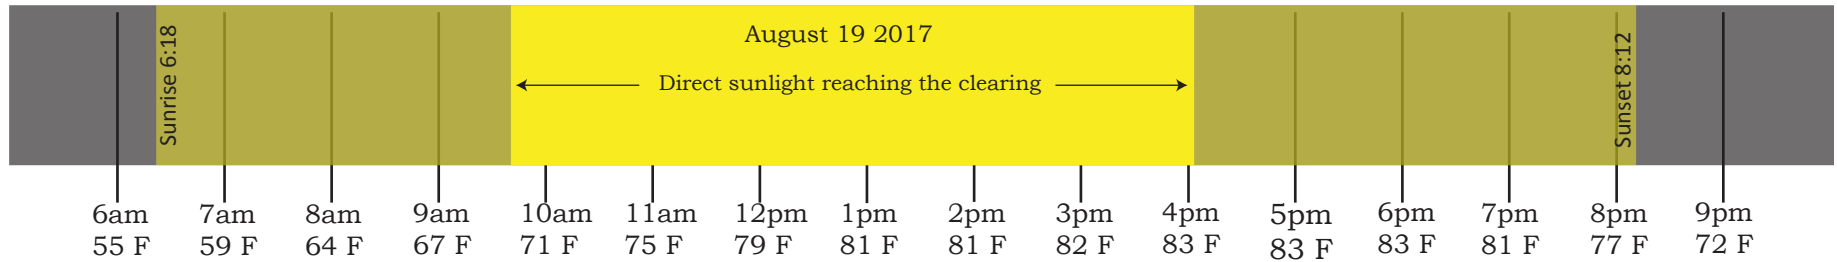 August 19 2017
Direct sunlight reaching the clearing
Sunrise 6:18
Sunset 8:12
6am 7am 8am 9am 10am 11am 12pm 1pm 2pm 3pm 4pm 5pm 6pm 7pm 8pm 9pm
55 F 59 F 64 F 67 F 71 F 75 F 79 F 81 F 81 F 82 F 83 F 83 F 83 F 81 F 77 F 72 F